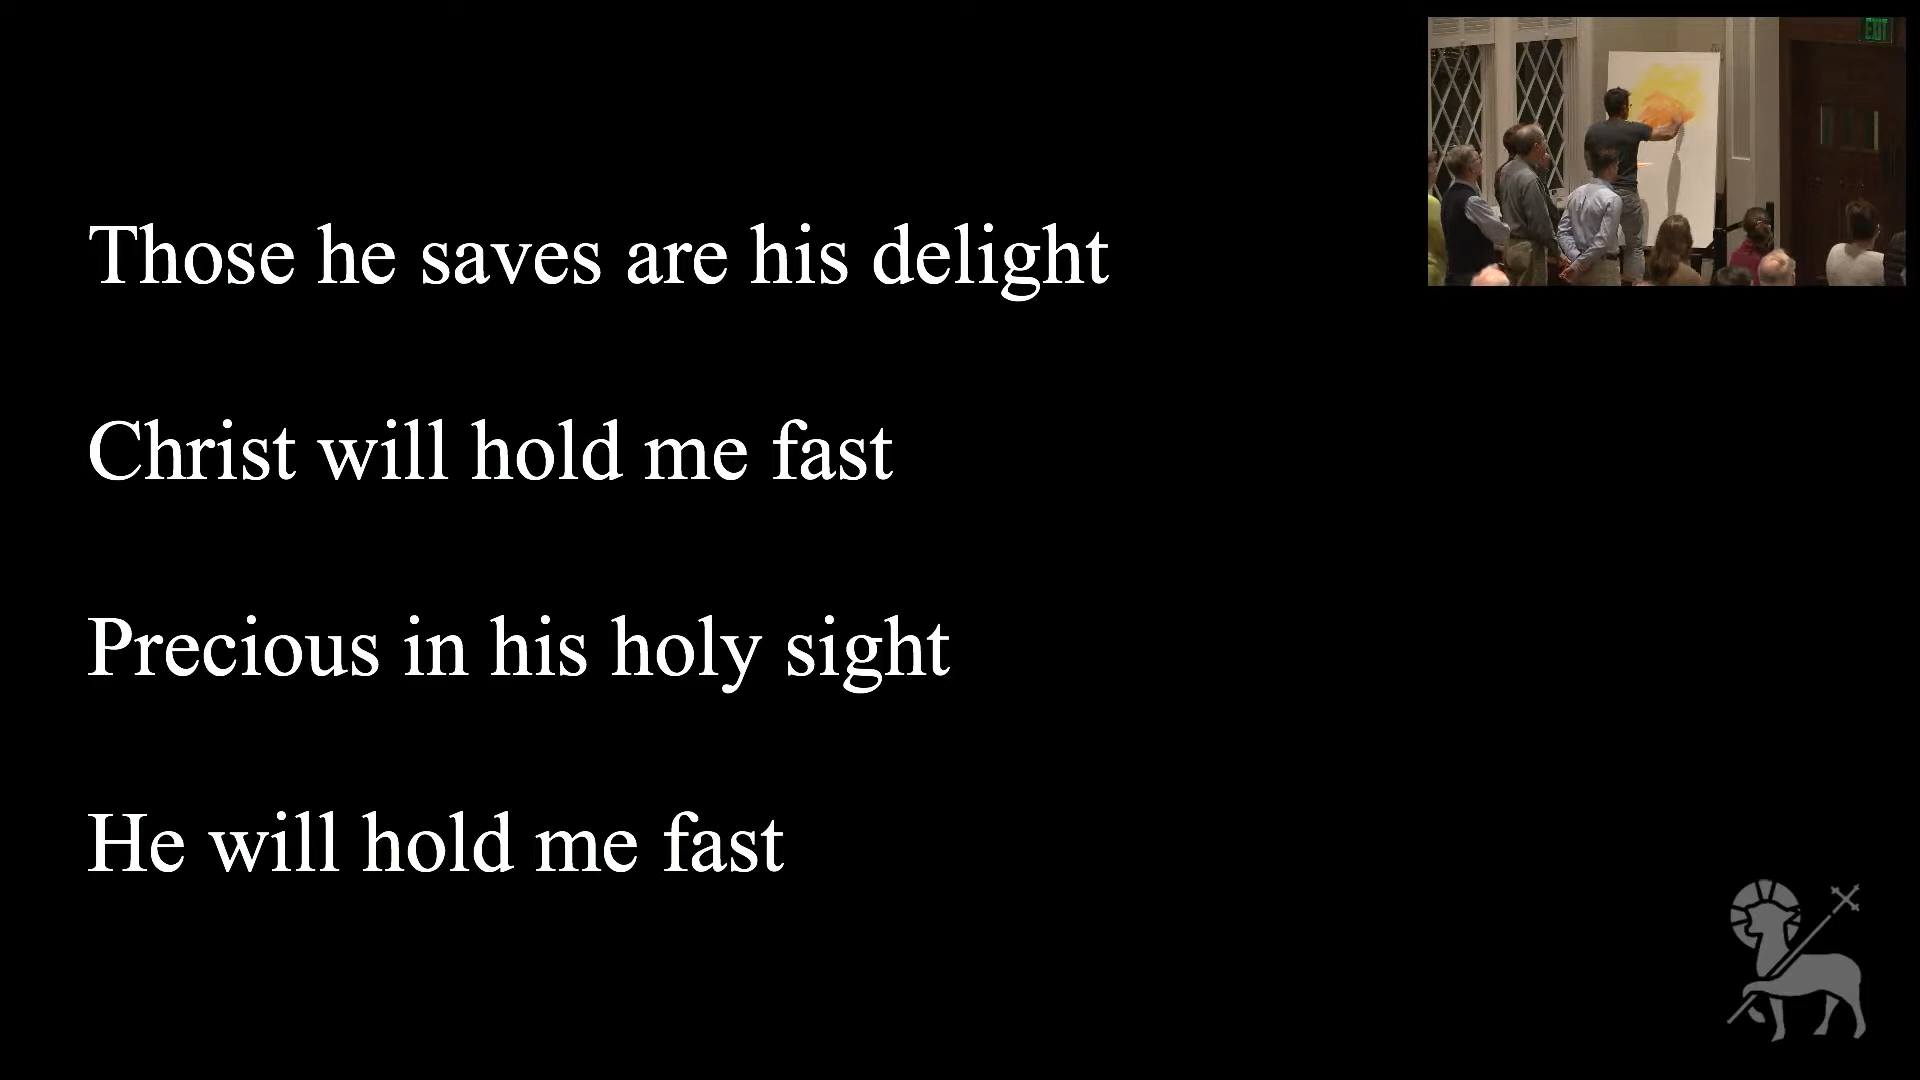 Those he saves are his delight
Christ will hold me fast
Precious in his holy sight
He will hold me fast
EXIT